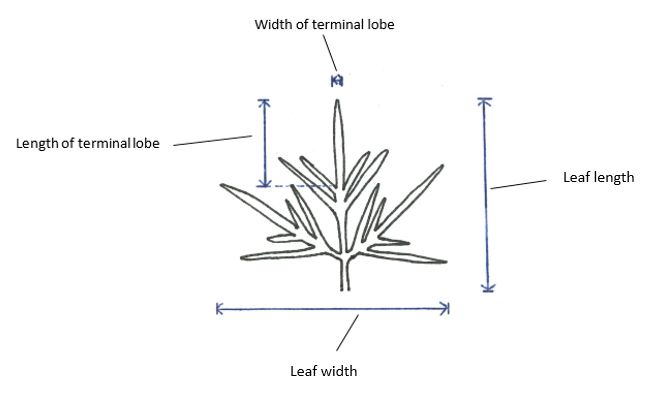 Width of terminal lobe
Length of terminal lobe
Leaf length
Leaf width